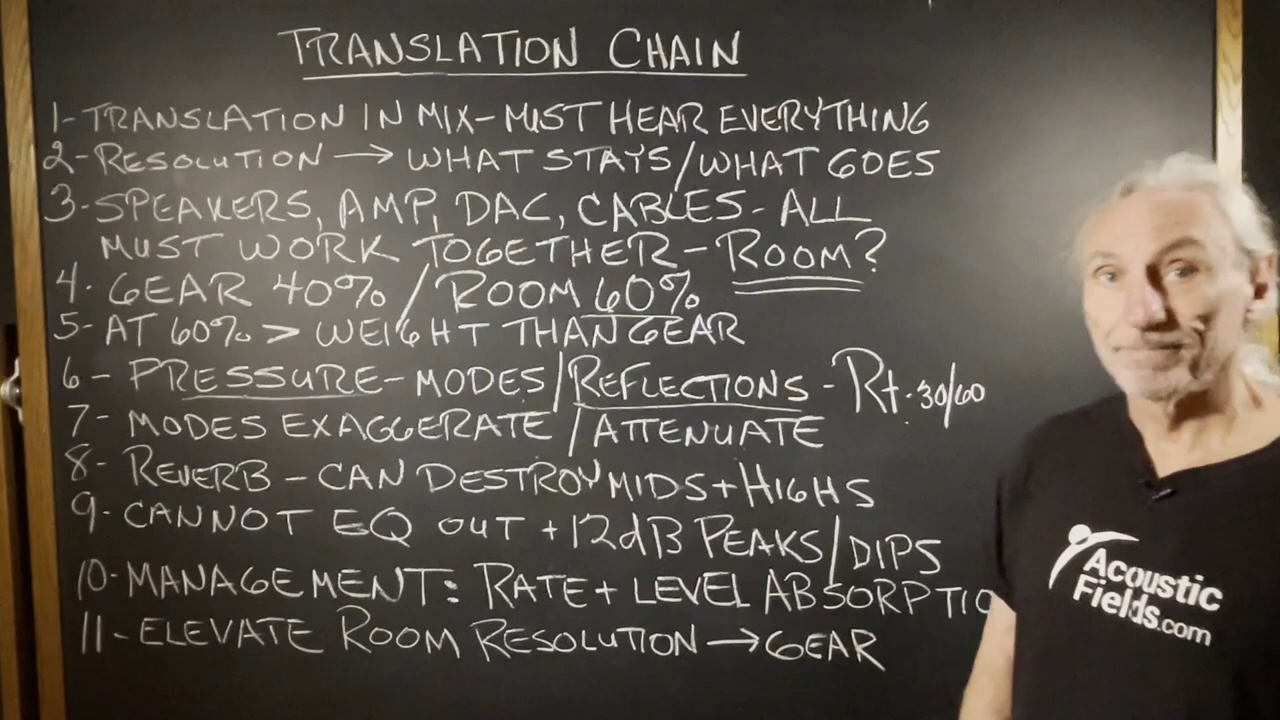 TRANSLATION CHAIN
1-TRANSLATION IN MIX-MUST HEAR EVERYTHING
2-RESOLUTION → WHAT STAYS/WHAT GOES
3-SPEAKERS, AMP, DAC, CABLES-ALL
MUST WORK TOGETHER-ROOM?
4. GEAR 40%/ROOM 60%
5-AT 60% > WEIGHT THAN GEAR
6-PRESSURE-MODES/REFLECTIONS-Rt.30/60
7-MODES EXAGGERATE/ATTENUATE
8-REVERB-CAN DESTROY MIDS+HIGHS
9-CANNOT EQ OUT +12dB PEAKS/DIPS
10-MANAGEMENT: RATE+LEVEL ABSORPTIO
11-ELEVATE ROOM RESOLUTION → GEAR
Acoustic
Fields.com